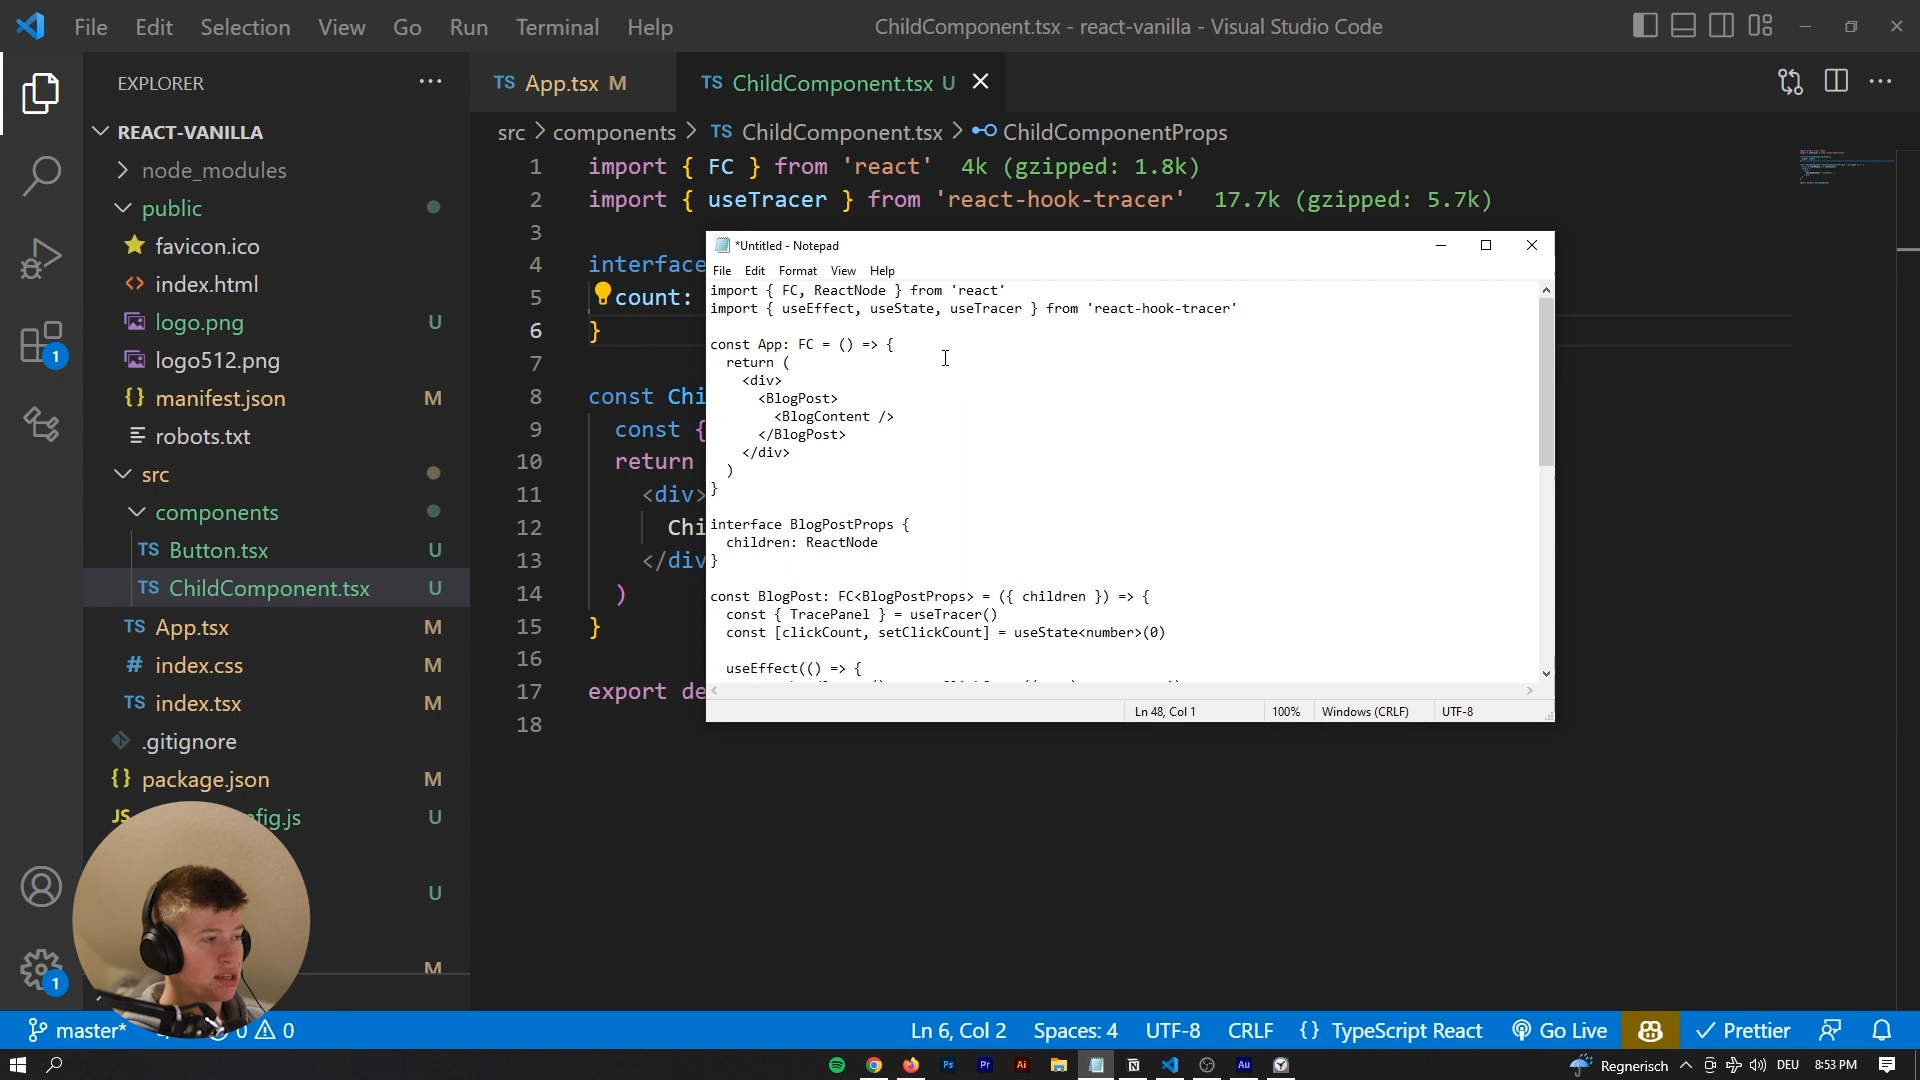 File Edit Selection View Go Run Terminal Help
ChildComponent.tsx - react-vanilla - Visual Studio Code
EXPLORER
REACT-VANILLA
node_modules
public
favicon.ico
index.html
logo.png U
logo512.png
manifest.json M
robots.txt
src
components
TS Button.tsx U
TS ChildComponent.tsx U
TS App.tsx M
# index.css M
TS index.tsx M
.gitignore
{} package.json M
JS fig.js U
U
M
1
1
TS App.tsx M
TS ChildComponent.tsx U
src > components > TS ChildComponent.tsx > ChildComponentProps
1 import { FC } from 'react' 4k (gzipped: 1.8k)
2 import { useTracer } from 'react-hook-tracer' 17.7k (gzipped: 5.7k)
3
4 interface
5 count:
6 }
7
8 const Chi
9 const {
10 return
11 <div>
12 Chi
13 </div
14 )
15 }
16
17 export de
18
*Untitled - Notepad
File Edit Format View Help
import { FC, ReactNode } from 'react'
import { useEffect, useState, useTracer } from 'react-hook-tracer'
const App: FC = () => {
return (
<div>
<BlogPost>
<BlogContent />
</BlogPost>
</div>
)
}
interface BlogPostProps {
children: ReactNode
}
const BlogPost: FC<BlogPostProps> = ({ children }) => {
const { TracePanel } = useTracer()
const [clickCount, setClickCount] = useState<number>(0)
useEffect(() => {
Ln 48, Col 1 100% Windows (CRLF) UTF-8
master* 0 0
Ln 6, Col 2 Spaces: 4 UTF-8 CRLF {} TypeScript React Go Live Prettier
Ps Pr Ai N Au
Regnerisch DEU 8:53 PM